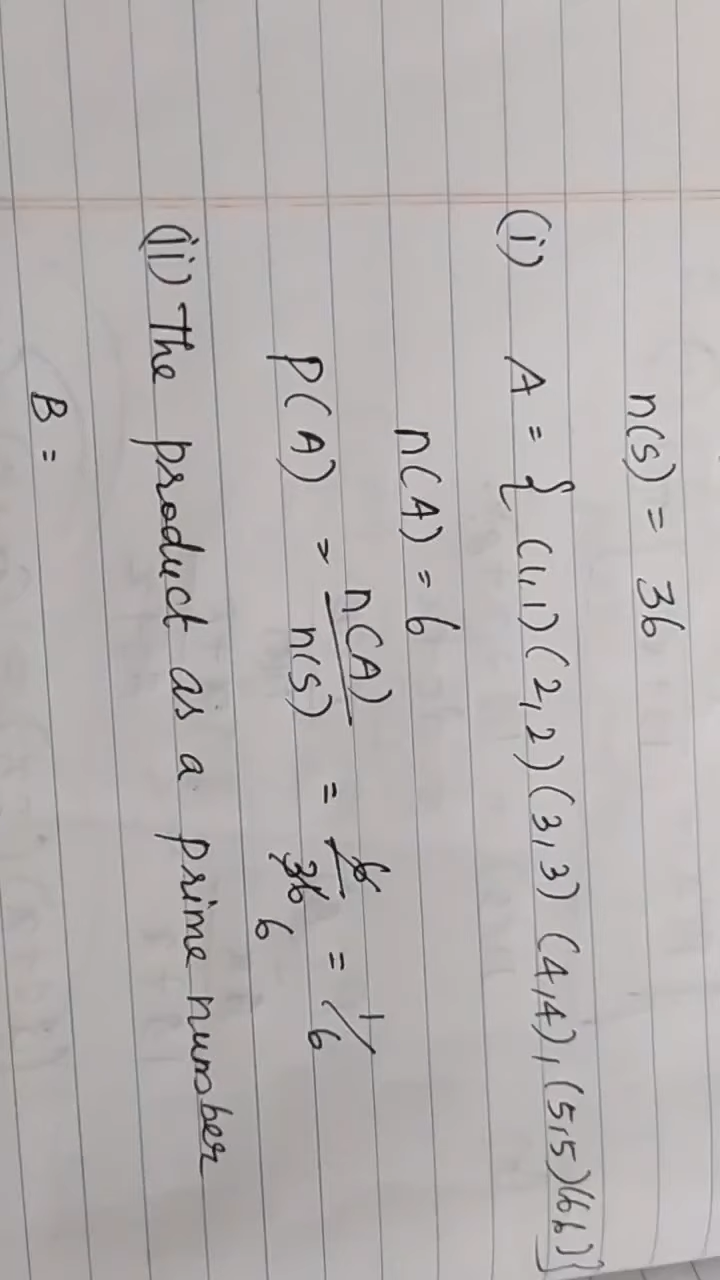 n(S) = 36
(i) A = { (1,1) (2,2) (3,3) (4,4), (5,5) (6 6) }
n(A) = 6
P(A) = n(A)/n(S) = 6/36 6 = 1/6
(ii) The product as a prime number
B =